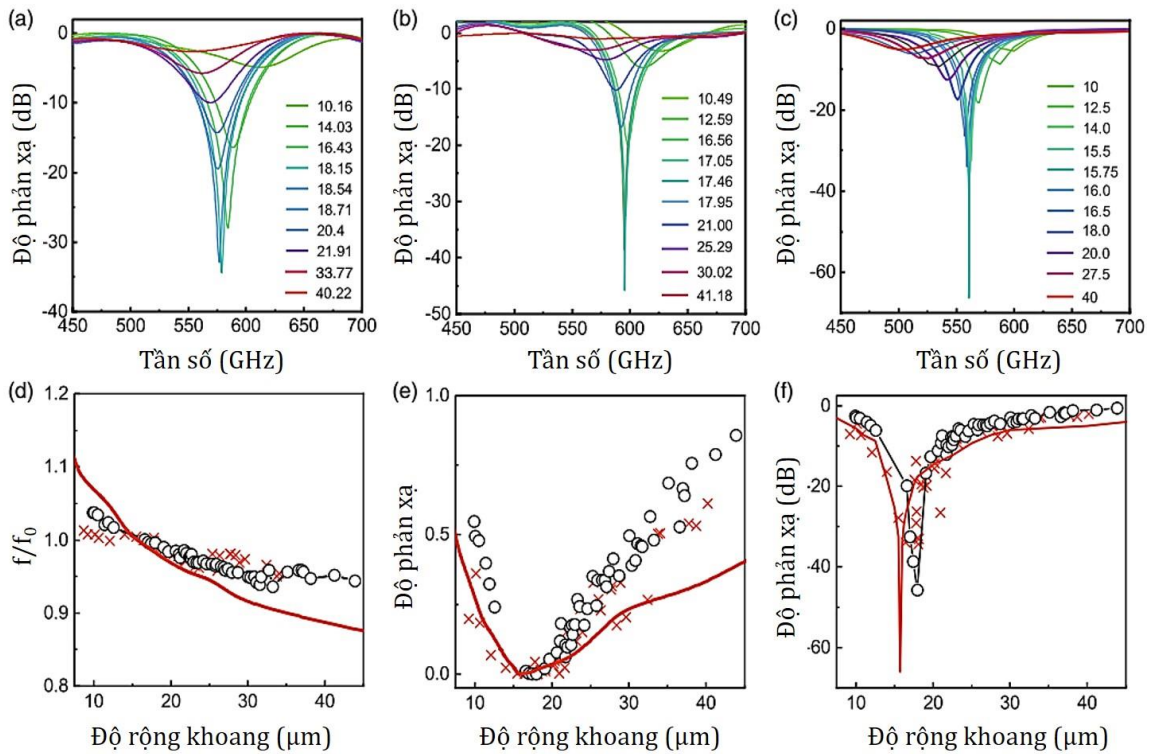 (a)
Độ phản xạ (dB)
0
-10
-20
-30
-40
450 500 550 600 650 700
Tần số (GHz)
10.16
14.03
16.43
18.15
18.54
18.71
20.4
21.91
33.77
40.22
(b)
Độ phản xạ (dB)
0
-10
-20
-30
-40
-50
450 500 550 600 650 700
Tần số (GHz)
10.49
12.59
16.56
17.05
17.46
17.95
21.00
25.29
30.02
41.18
(c)
Độ phản xạ (dB)
0
-20
-40
-60
450 500 550 600 650 700
Tần số (GHz)
10
12.5
14.0
15.5
15.75
16.0
16.5
18.0
20.0
27.5
40
(d)
f/f0
1.2
1.1
1.0
0.9
0.8
10 20 30 40
Độ rộng khoang (μm)
(e)
Độ phản xạ
1.0
0.5
0.0
10 20 30 40
Độ rộng khoang (μm)
(f)
Độ phản xạ (dB)
0
-20
-40
-60
10 20 30 40
Độ rộng khoang (μm)